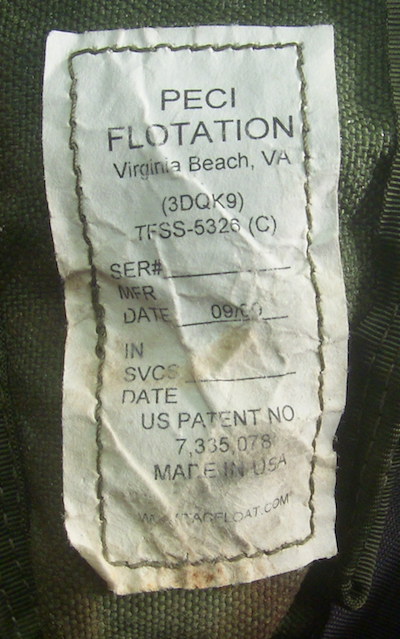 PECI
FLOTATION
Virginia Beach, VA
(3DQK9)
TFSS-5326 (C)
SER#
MFR
DATE
IN
SVCS
DATE
US PATENT NO.
7,335,078
MADE IN USA